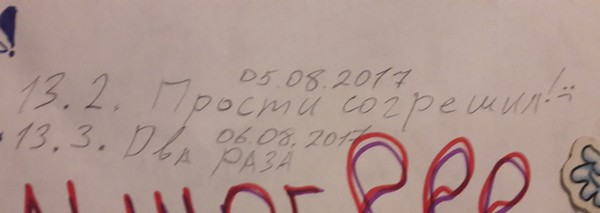 05.08.2017
13.2. Прости согрешил!:(
13.3. Два 06.08.2017
РАЗА